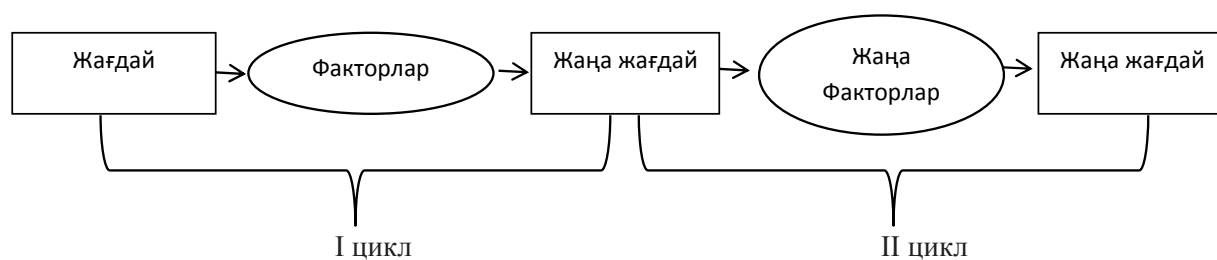 Жағдай
Факторлар
Жаңа жағдай
Жаңа
Факторлар
Жаңа жағдай
I цикл
II цикл